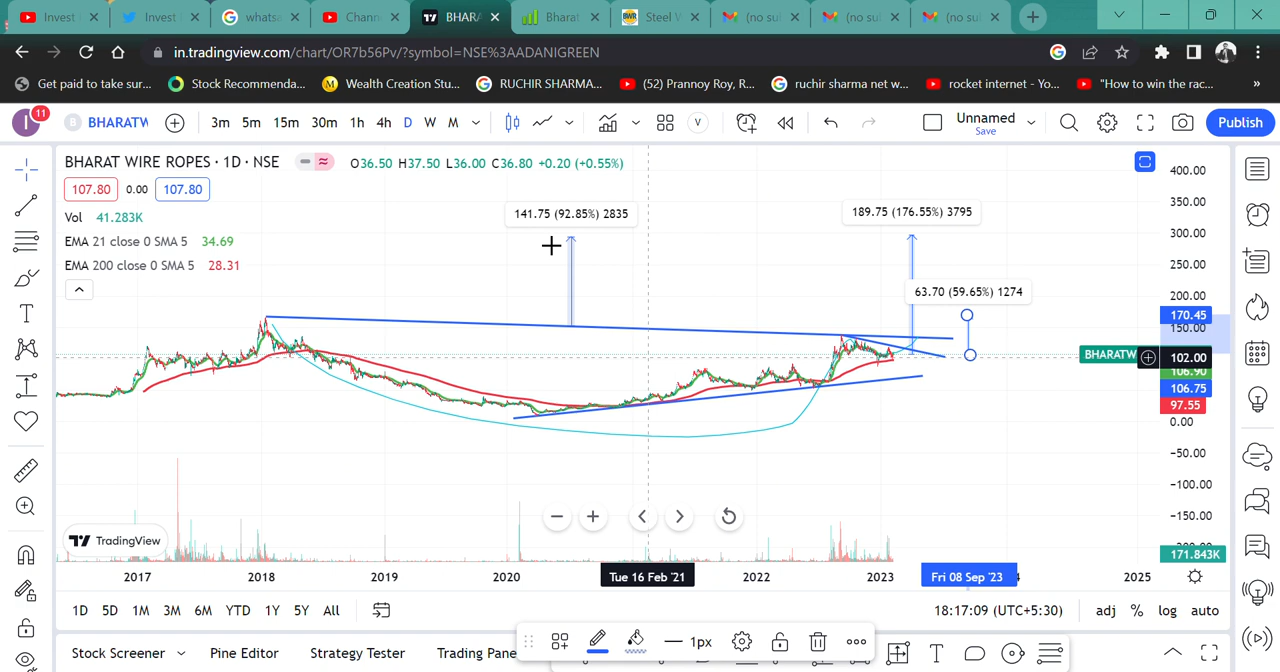 Invest
Invest
whats
Chann
BHARA
Bharat
Steel W
(no su
(no su
(no su
in.tradingview.com/chart/OR7b56Pv/?symbol=NSE%3AADANIGREEN
Get paid to take sur...
Stock Recommenda...
Wealth Creation Stu...
RUCHIR SHARMA...
(52) Prannoy Roy, R...
ruchir sharma net w...
rocket internet - Yo...
"How to win the rac...
»
I 11
B BHARATW
3m 5m 15m 30m 1h 4h D W M
V
Unnamed
Save
Publish
BHARAT WIRE ROPES · 1D · NSE
O36.50 H37.50 L36.00 C36.80 +0.20 (+0.55%)
107.80 0.00 107.80
Vol 41.283K
EMA 21 close 0 SMA 5 34.69
EMA 200 close 0 SMA 5 28.31
141.75 (92.85%) 2835
189.75 (176.55%) 3795
63.70 (59.65%) 1274
400.00
350.00
300.00
250.00
200.00
170.45
150.00
BHARATW
102.00
106.90
106.75
97.55
0.00
−50.00
−100.00
−150.00
171.843K
TradingView
2017 2018 2019 2020 Tue 16 Feb '21 2022 2023 Fri 08 Sep '23 2025
1D 5D 1M 3M 6M YTD 1Y 5Y All
18:17:09 (UTC+5:30)
adj % log auto
1px
Stock Screener
Pine Editor
Strategy Tester
Trading Pane